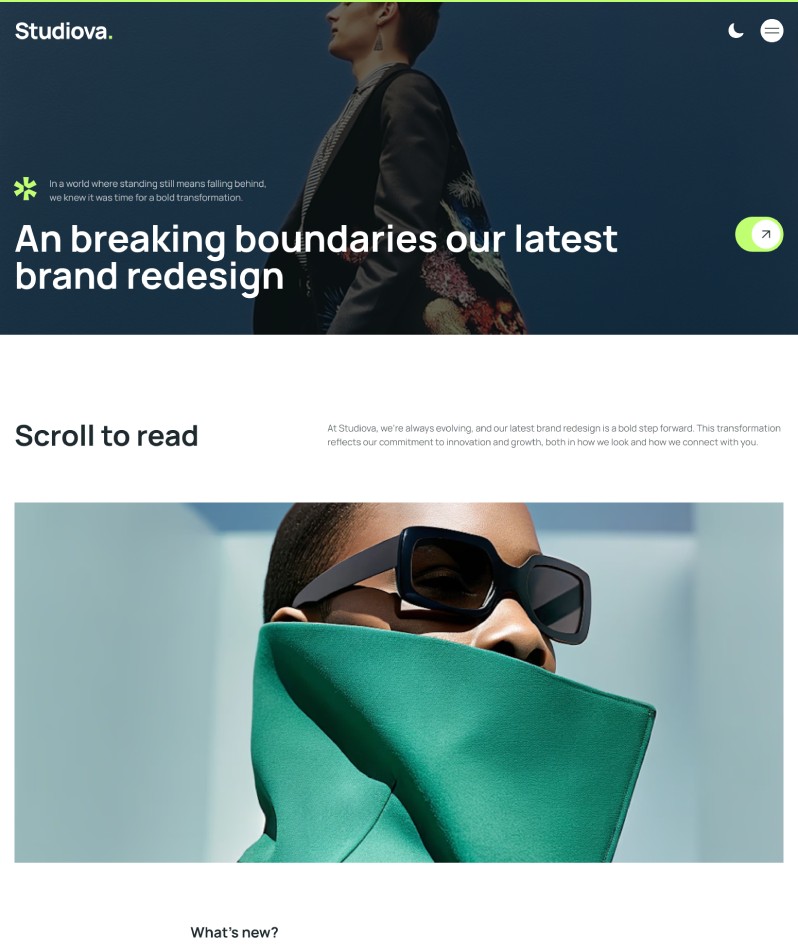 Studiova.
In a world where standing still means falling behind,
we knew it was time for a bold transformation.
An breaking boundaries our latest
brand redesign
Scroll to read
At Studiova, we're always evolving, and our latest brand redesign is a bold step forward. This transformation
reflects our commitment to innovation and growth, both in how we look and how we connect with you.
What's new?